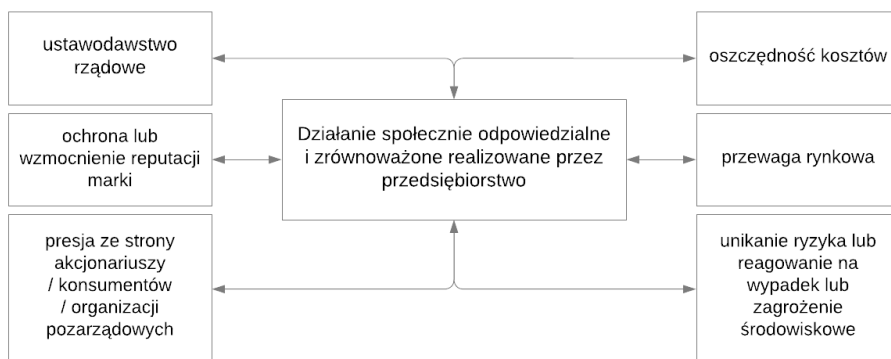 ustawodawstwo
rządowe
oszczędność kosztów
ochrona lub
wzmocnienie reputacji
marki
Działanie społecznie odpowiedzialne
i zrównoważone realizowane przez
przedsiębiorstwo
przewaga rynkowa
presja ze strony
akcjonariuszy
/ konsumentów
/ organizacji
pozarządowych
unikanie ryzyka lub
reagowanie na
wypadek lub
zagrożenie
środowiskowe